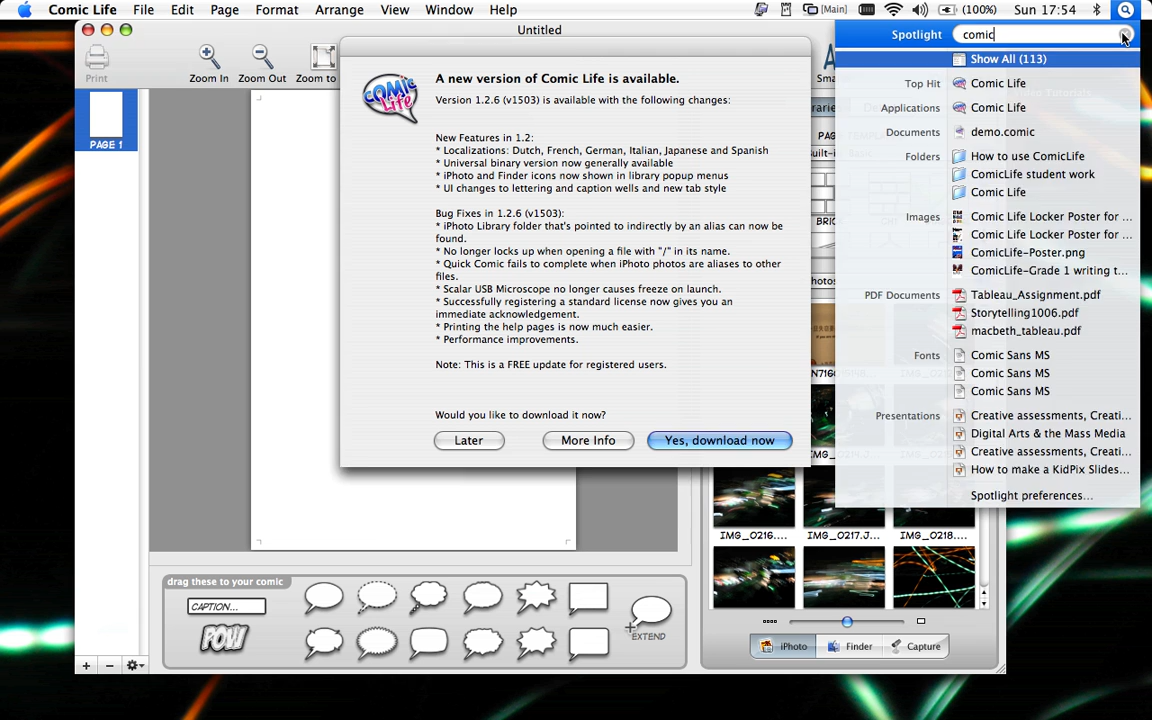 Comic Life File Edit Page Format Arrange View Window Help (Main) (100%) Sun 17:54
Untitled
Spotlight comic
Print Zoom In Zoom Out Zoom to
Show All (113)
Top Hit Comic Life
Applications Comic Life
Documents demo.comic
Folders How to use ComicLife
ComicLife student work
Comic Life
Images Comic Life Locker Poster for ...
Comic Life Locker Poster for ...
ComicLife-Poster.png
ComicLife-Grade 1 writing t...
PDF Documents Tableau_Assignment.pdf
Storytelling1006.pdf
macbeth_tableau.pdf
Fonts Comic Sans MS
Comic Sans MS
Comic Sans MS
Presentations Creative assessments, Creati...
Digital Arts & the Mass Media
Creative assessments, Creati...
How to make a KidPix Slides...
Spotlight preferences...
PAGE 1
COMIC
Life
A new version of Comic Life is available.
Version 1.2.6 (v1503) is available with the following changes:
New Features in 1.2:
* Localizations: Dutch, French, German, Italian, Japanese and Spanish
* Universal binary version now generally available
* iPhoto and Finder icons now shown in library popup menus
* UI changes to lettering and caption wells and new tab style
Bug Fixes in 1.2.6 (v1503):
* iPhoto Library folder that's pointed to indirectly by an alias can now be
found.
* No longer locks up when opening a file with "/" in its name.
* Quick Comic fails to complete when iPhoto photos are aliases to other
files.
* Scalar USB Microscope no longer causes freeze on launch.
* Successfully registering a standard license now gives you an
immediate acknowledgement.
* Printing the help pages is now much easier.
* Performance improvements.
Note: This is a FREE update for registered users.
Would you like to download it now?
Later More Info Yes, download now
IMG_0216.... IMG_0217.J... IMG_0218....
drag these to your comic
CAPTION...
POW
EXTEND
iPhoto Finder Capture